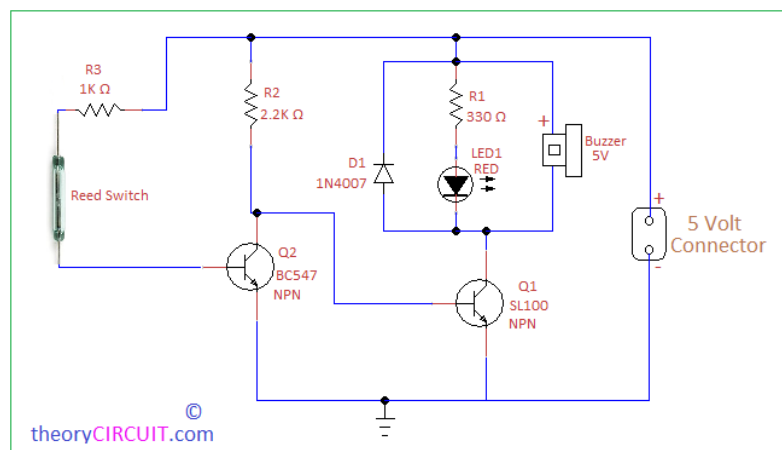 R3
1K Ω
R2
2.2K Ω
R1
330 Ω
+
Buzzer
5V
LED1
RED
D1
1N4007
Reed Switch
+
5 Volt
Connector
-
Q2
BC547
NPN
Q1
SL100
NPN
©
theoryCIRCUIT.com